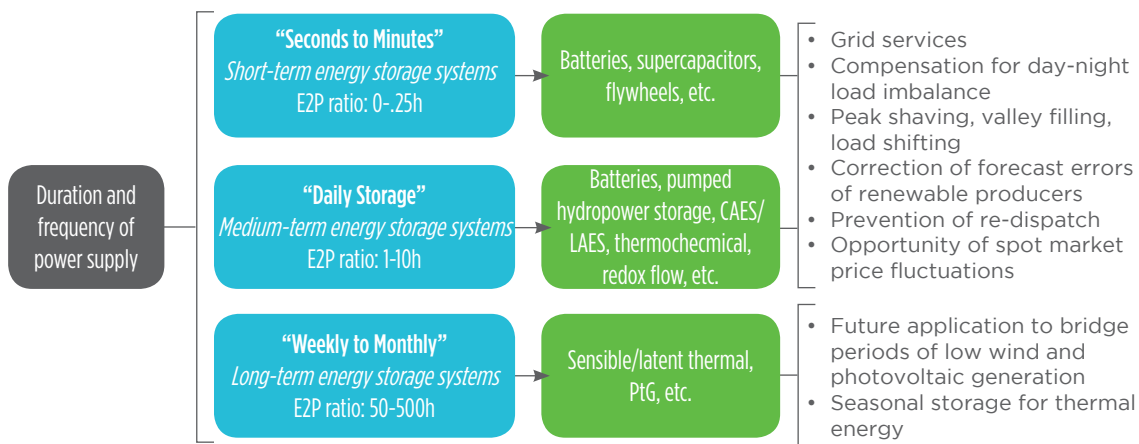 Duration and
frequency of
power supply
“Seconds to Minutes”
Short-term energy storage systems
E2P ratio: 0-.25h
Batteries, supercapacitors,
flywheels, etc.
“Daily Storage”
Medium-term energy storage systems
E2P ratio: 1-10h
Batteries, pumped
hydropower storage, CAES/
LAES, thermochecmical,
redox flow, etc.
• Grid services
• Compensation for day-night
load imbalance
• Peak shaving, valley filling,
load shifting
• Correction of forecast errors
of renewable producers
• Prevention of re-dispatch
• Opportunity of spot market
price fluctuations
“Weekly to Monthly”
Long-term energy storage systems
E2P ratio: 50-500h
Sensible/latent thermal,
PtG, etc.
• Future application to bridge
periods of low wind and
photovoltaic generation
• Seasonal storage for thermal
energy